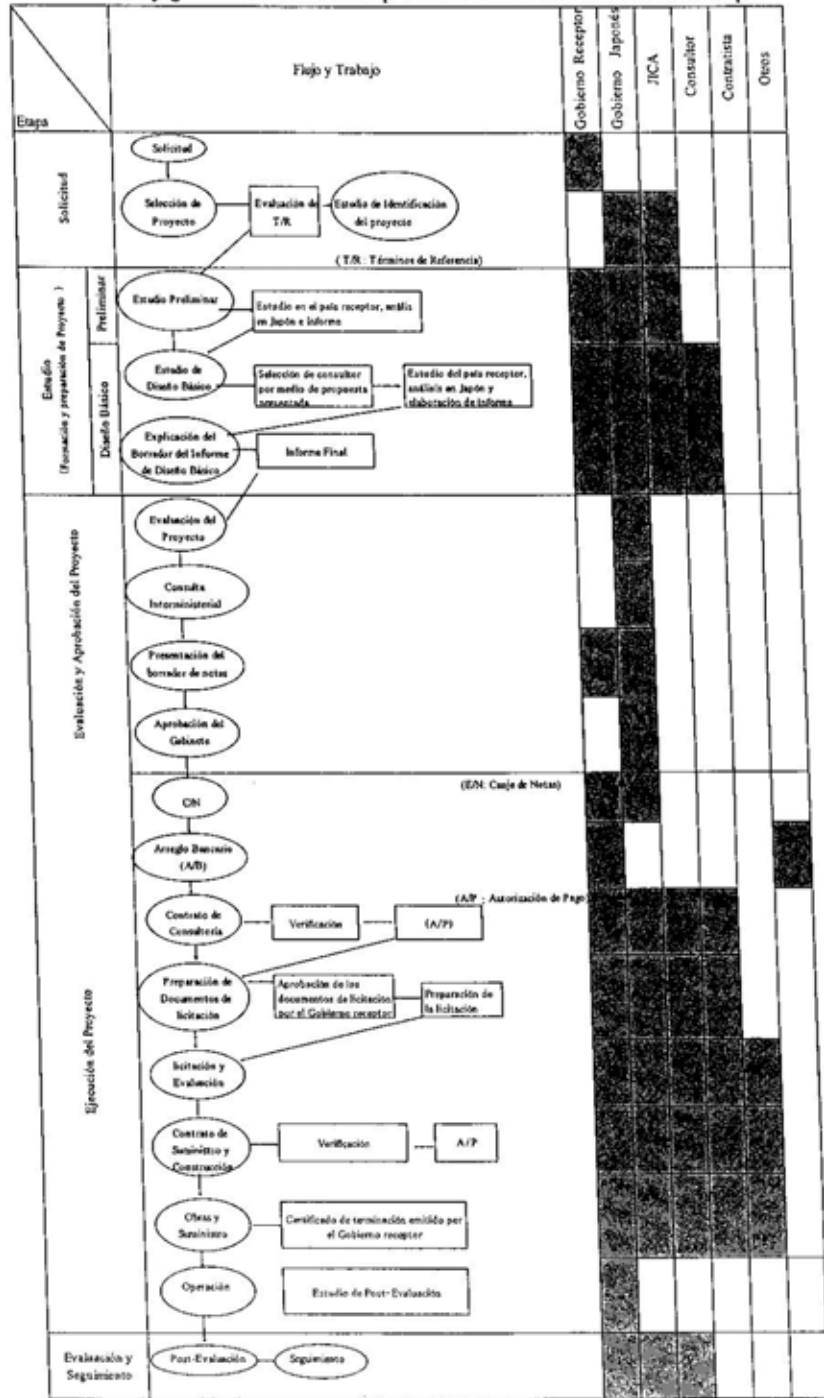 Flujo y Trabajo
Gobierno Receptor
Gobierno Japonés
JICA
Consultor
Contratista
Otros
Etapa
Solicitud
Solicitud
Selección de
Proyecto
Evaluación de
T/R
Estudio de Identificación
del proyecto
( T/R : Términos de Referencia)
Estudio
(Formación y preparación de Proyecto )
Preliminar
Estudio Preliminar
Estudio en el país receptor, anális
en Japón e informe
Diseño Básico
Estudio de
Diseño Básico
Selección de consultor
por medio de propuesta
presentada
Estudio del país receptor,
análisis en Japón y
elaboración de informe
Explicación del
Borrador del Informe
de Diseño Básico
Informe Final
Evaluación y Aprobación del Proyecto
Evaluación del
Proyecto
Consulta
Interministerial
Presentación del
borrador de notas
Aprobación del
Gabinete
Ejecución del Proyecto
(E/N: Canje de Notas)
Arreglo Bancario
(A/B)
(A/P : Autorización de Pago)
Contrato de
Consultoría
Verificación
(A/P)
Preparación de
Documentos de
licitación
Aprobación de los
documentos de licitación
por el Gobierno receptor
Preparación de
la licitación
licitación y
Evaluación
Contrato de
Suministro y
Construcción
Verificación
A/P
Obras y
Suministro
Certificado de terminación emitido por
el Gobierno receptor
Operación
Estudio de Post-Evaluación
Evaluación y
Seguimiento
Post-Evaluación
Seguimiento